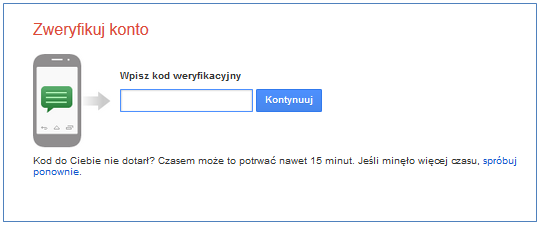 Zweryfikuj konto
Wpisz kod weryfikacyjny
Kontynuuj
Kod do Ciebie nie dotarł? Czasem może to potrwać nawet 15 minut. Jeśli minęło więcej czasu, spróbuj
ponownie.